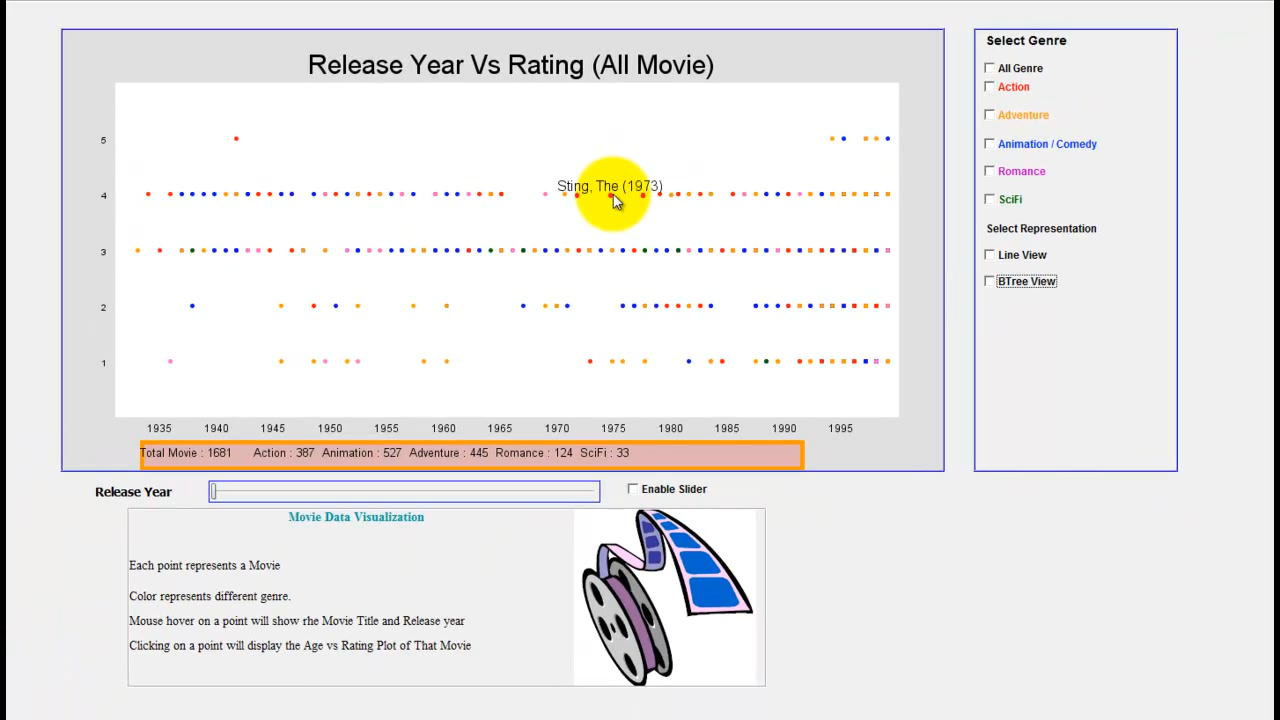 Release Year Vs Rating (All Movie)
5
Sting, The (1973)
4
3
2
1
1935 1940 1945 1950 1955 1960 1965 1970 1975 1980 1985 1990 1995
Total Movie : 1681 Action : 387 Animation : 527 Adventure : 445 Romance : 124 SciFi : 33
Select Genre
All Genre
Action
Adventure
Animation / Comedy
Romance
SciFi
Select Representation
Line View
BTree View
Release Year
Enable Slider
Movie Data Visualization
Each point represents a Movie
Color represents different genre.
Mouse hover on a point will show rhe Movie Title and Release year
Clicking on a point will display the Age vs Rating Plot of That Movie